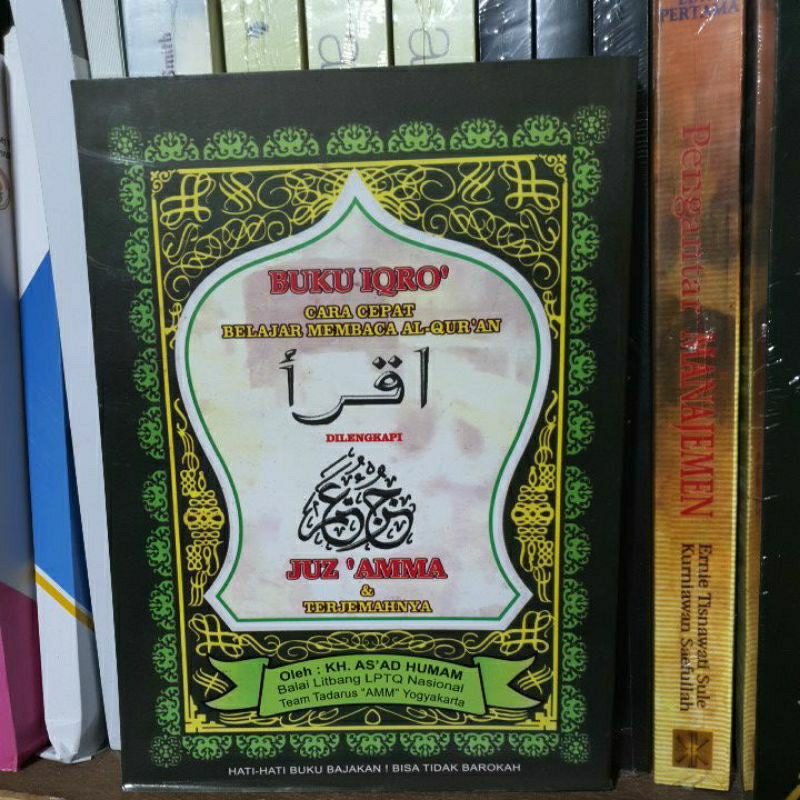 BUKU IQRO'
CARA CEPAT
BELAJAR MEMBACA AL-QUR'AN
اقرأ
DILENGKAPI
جزء عم
JUZ 'AMMA
&
TERJEMAHNYA
Oleh : KH. AS'AD HUMAM
Balai Litbang LPTQ Nasional
Team Tadarus "AMM" Yogyakarta
HATI-HATI BUKU BAJAKAN ! BISA TIDAK BAROKAH
Smith
PERTAMA
Pengantar MANAJEMEN
Ernie Tisnawati Sule
Kurniawan Saefullah